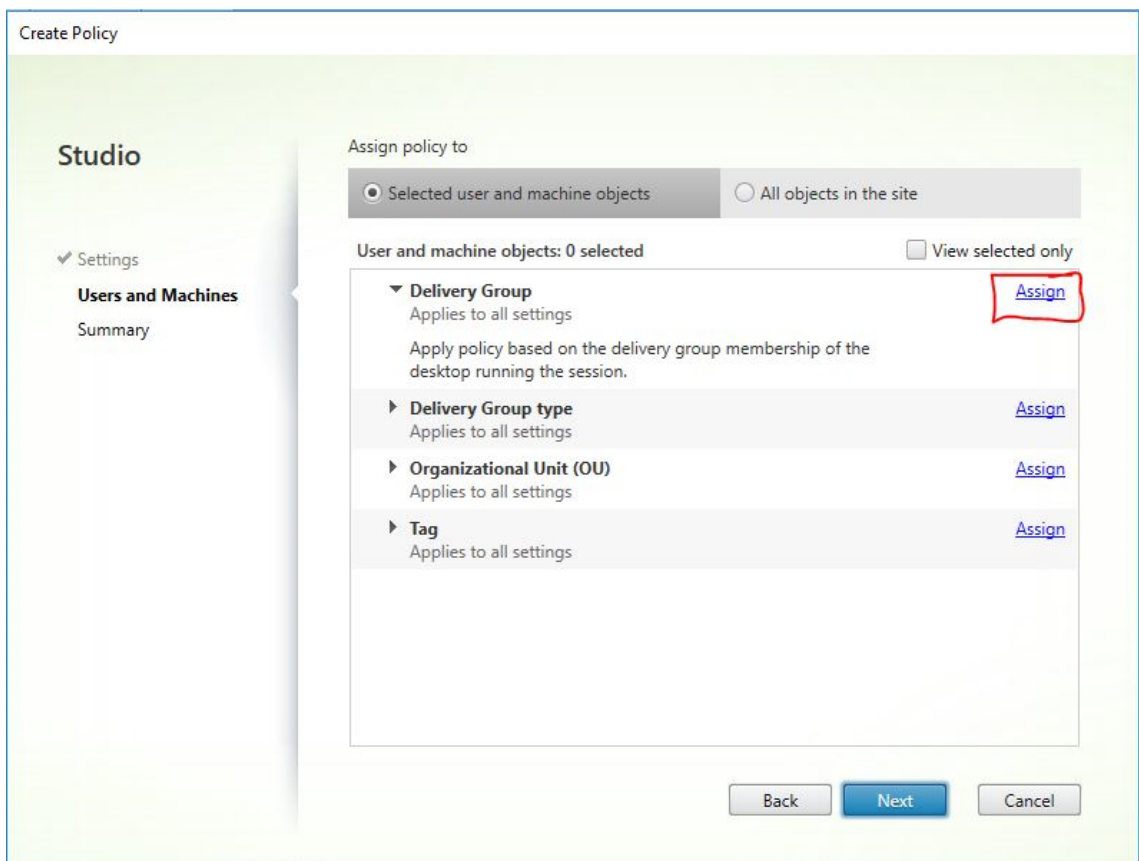 Create Policy
Studio
Settings
Users and Machines
Summary
Assign policy to
Selected user and machine objects
All objects in the site
User and machine objects: 0 selected
View selected only
Delivery Group
Assign
Applies to all settings
Apply policy based on the delivery group membership of the
desktop running the session.
Delivery Group type
Assign
Applies to all settings
Organizational Unit (OU)
Assign
Applies to all settings
Tag
Assign
Applies to all settings
Back
Next
Cancel